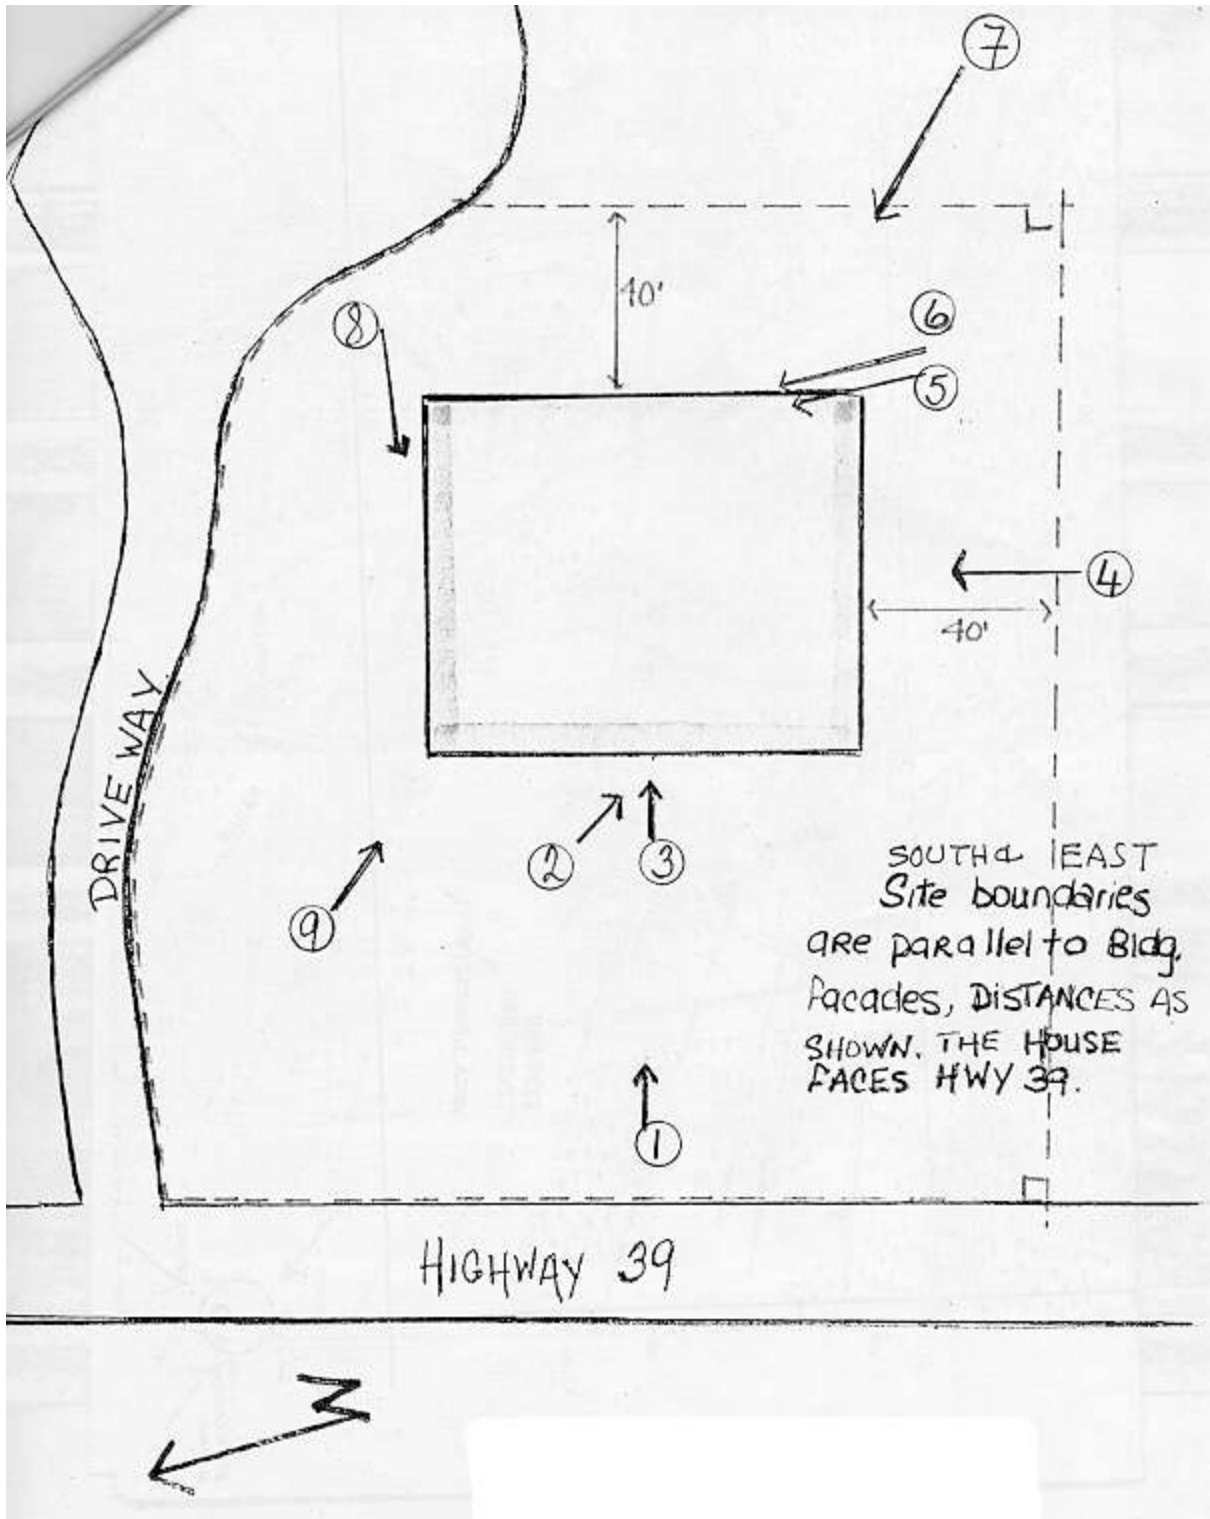 7
40'
6
8
5
4
40'
DRIVE WAY
2
3
SOUTH & EAST
Site boundaries
are parallel to Bldg.
facades, DISTANCES AS
SHOWN. THE HOUSE
FACES HWY 39.
9
1
HIGHWAY 39
N